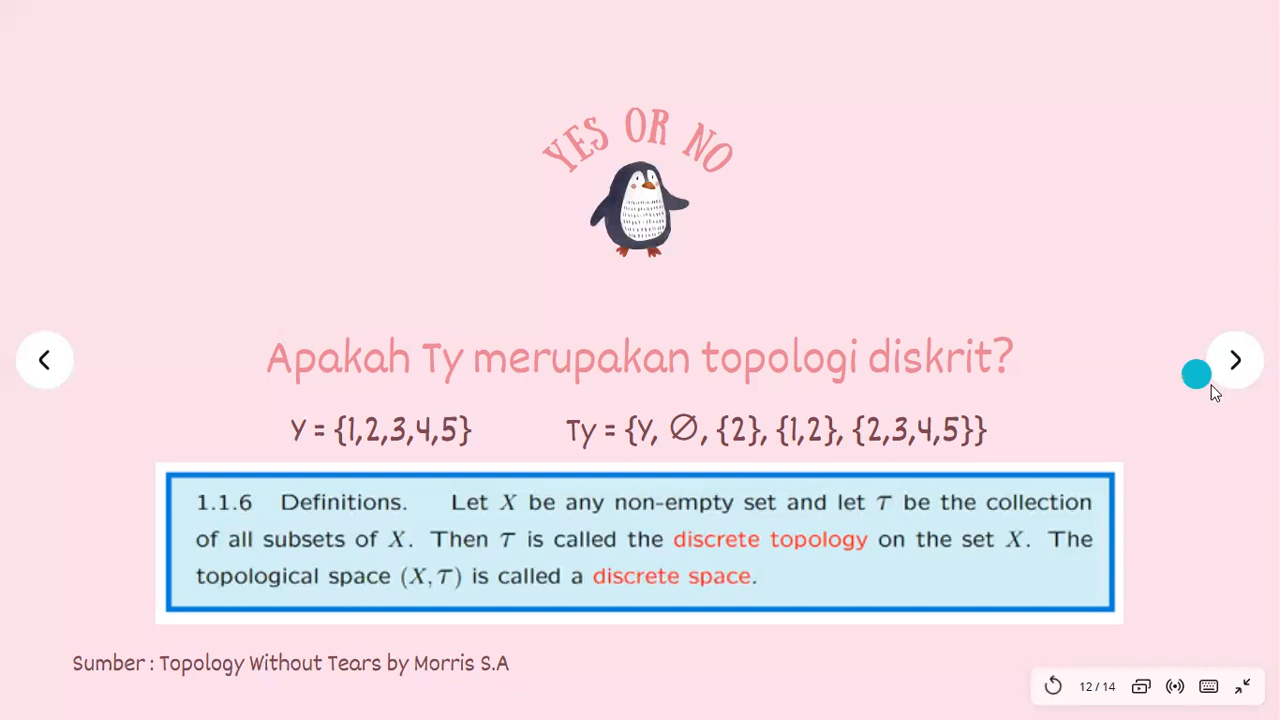 YES OR NO
Apakah Ty merupakan topologi diskrit?
Y = {1,2,3,4,5} Ty = {Y, ∅, {2}, {1,2}, {2,3,4,5}}
1.1.6 Definitions. Let X be any non-empty set and let τ be the collection
of all subsets of X. Then τ is called the discrete topology on the set X. The
topological space (X, τ) is called a discrete space.
Sumber : Topology Without Tears by Morris S.A
12 / 14